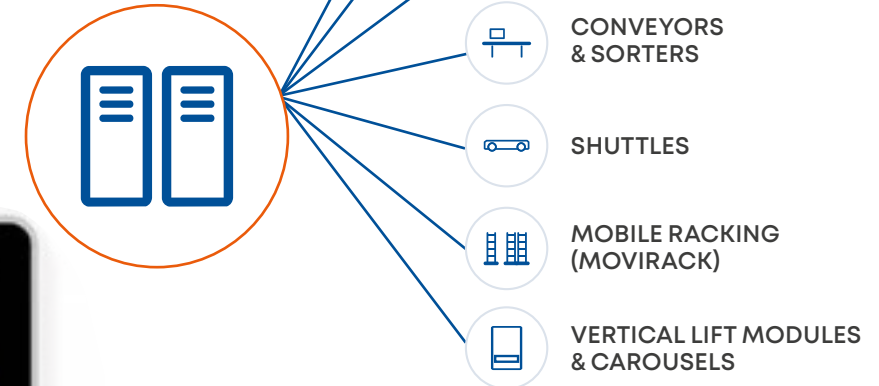 CONVEYORS
& SORTERS
SHUTTLES
MOBILE RACKING
(MOVIRACK)
VERTICAL LIFT MODULES
& CAROUSELS